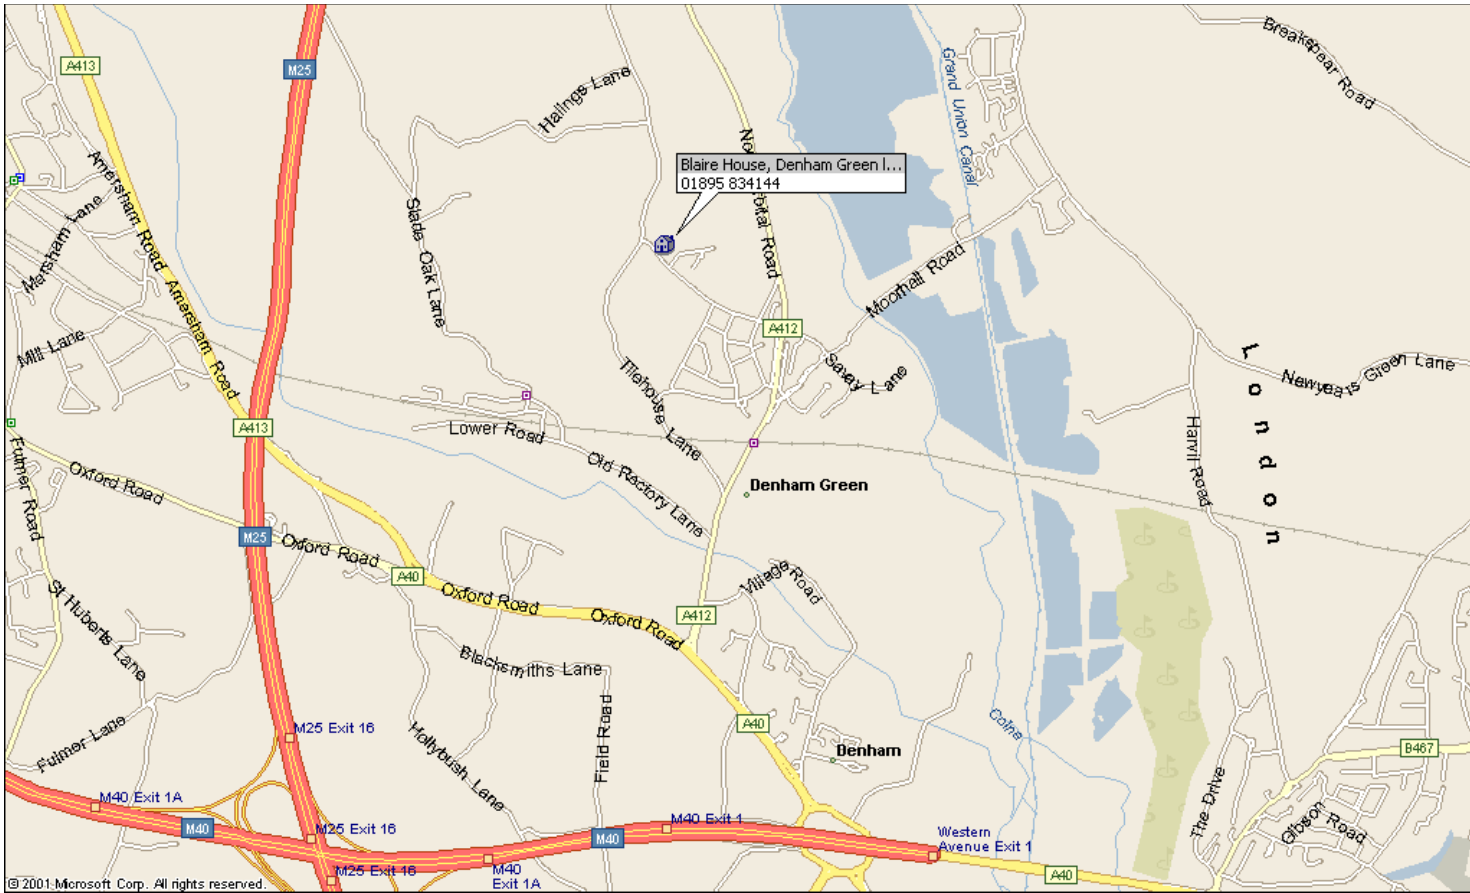 Breakspear Road
A413
M25
Grand Union Canal
Halings Lane
Amersham Road
Blaire House, Denham Green l...
01895 834144
Mersham Lane
Slade Oak Lane
Moorhall Road
Amersham Road
A412
London
Mill Lane
Tilehouse Lane
Savay Lane
Newyears Green Lane
A413
Lower Road
Harvil Road
Fulmer Road
Oxford Road
Old Rectory Lane
Denham Green
M25
Oxford Road
A40
Oxford Road
Village Road
St Huberts Lane
Oxford Road
A412
Blacksmiths Lane
Field Road
Fulmer Lane
M25 Exit 16
Hollybush Lane
A40
Colne
Denham
B467
M40 Exit 1A
The Drive
M40
M25 Exit 16
M40 Exit 1
M40
Western
Avenue Exit 1
Gibson Road
M25 Exit 16
M40
Exit 1A
A40
© 2001 Microsoft Corp. All rights reserved.